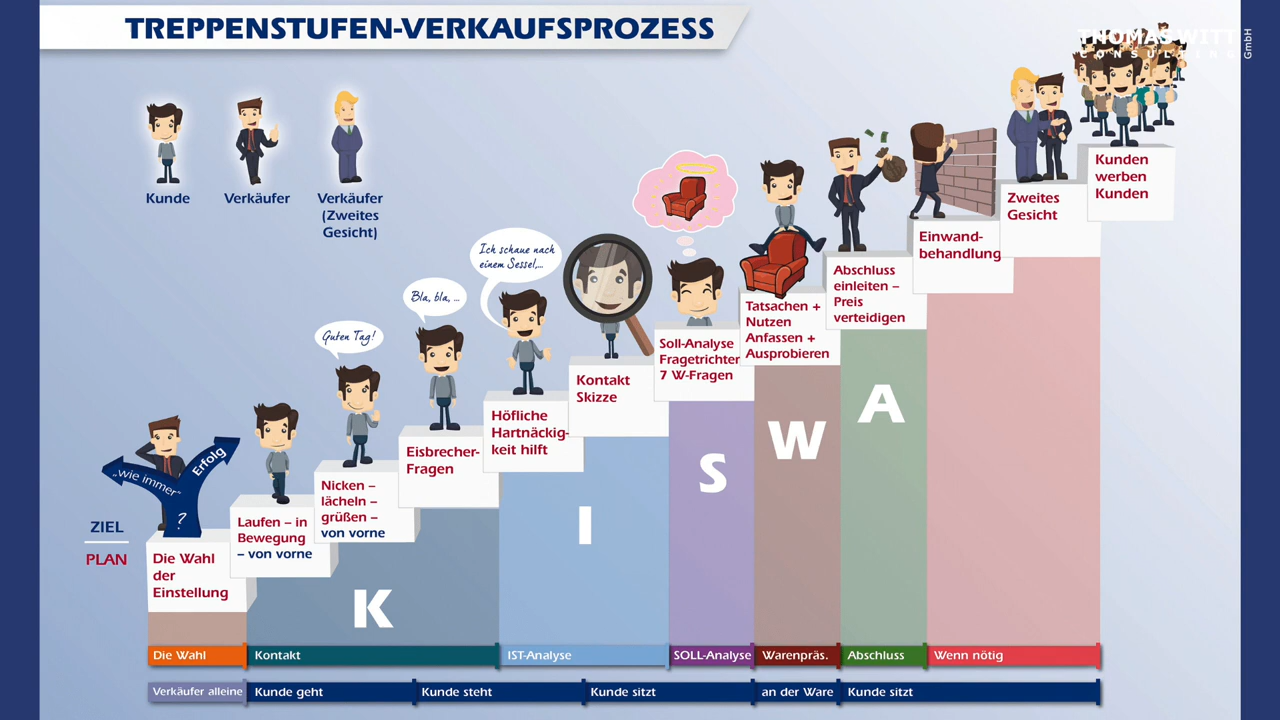 TREPPENSTUFEN-VERKAUFSPROZESS
THOMAS WITT
CONSULTING
GmbH
Kunde
Verkäufer
Verkäufer
(Zweites
Gesicht)
Kunden
werben
Kunden
Zweites
Gesicht
Einwand-
behandlung
Abschluss
einleiten –
Preis
verteidigen
Tatsachen +
Nutzen
Anfassen +
Ausprobieren
Soll-Analyse
Fragetrichter
7 W-Fragen
Kontakt
Skizze
Ich schaue nach
einem Sessel,...
Höfliche
Hartnäckig-
keit hilft
Bla, bla, ...
Eisbrecher-
Fragen
Guten Tag!
Nicken –
lächeln –
grüßen –
von vorne
Laufen – in
Bewegung
– von vorne
„wie immer"
Erfolg
?
Die Wahl
der
Einstellung
ZIEL
PLAN
K
I
S
W
A
Die Wahl
Kontakt
IST-Analyse
SOLL-Analyse
Warenpräs.
Abschluss
Wenn nötig
Verkäufer alleine
Kunde geht
Kunde steht
Kunde sitzt
an der Ware
Kunde sitzt